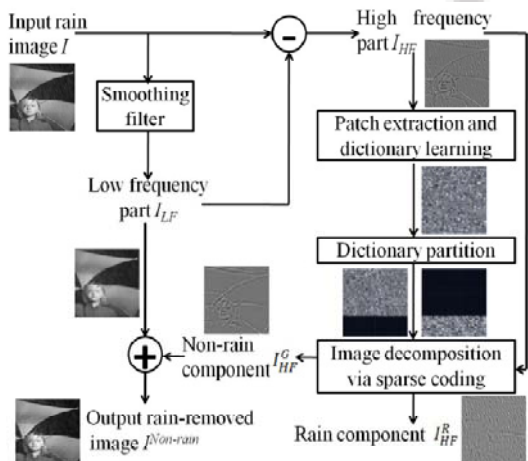 Input rain
image I
Smoothing
filter
Low frequency
part I_LF
-
High frequency
part I_HF
Patch extraction and
dictionary learning
Dictionary partition
Image decomposition
via sparse coding
Non-rain
component I_HF^G
+
Output rain-removed
image I^Non-rain
Rain component I_HF^R